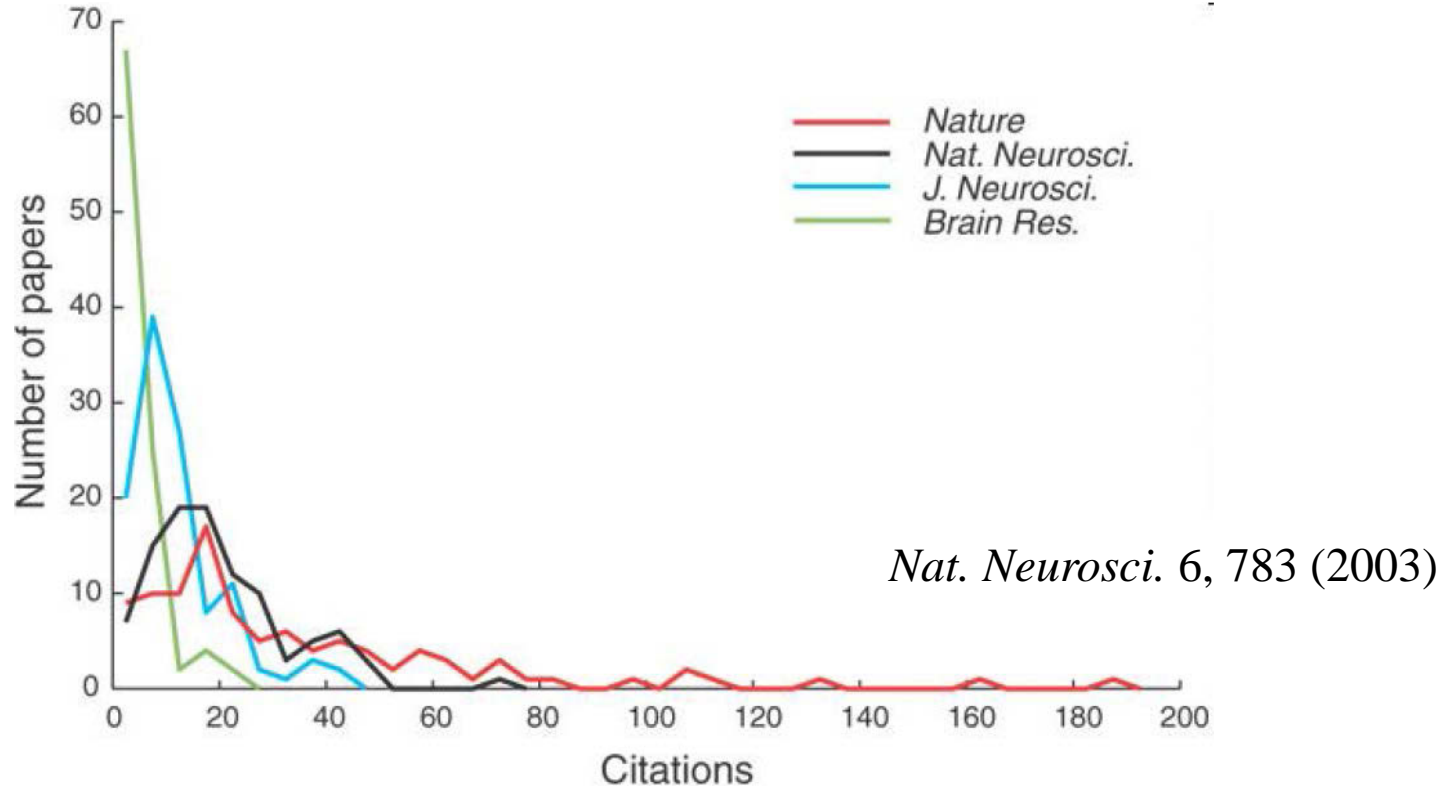 70
60
50
40
30
20
10
0
Number of papers
Nature
Nat. Neurosci.
J. Neurosci.
Brain Res.
Nat. Neurosci. 6, 783 (2003)
0 20 40 60 80 100 120 140 160 180 200
Citations